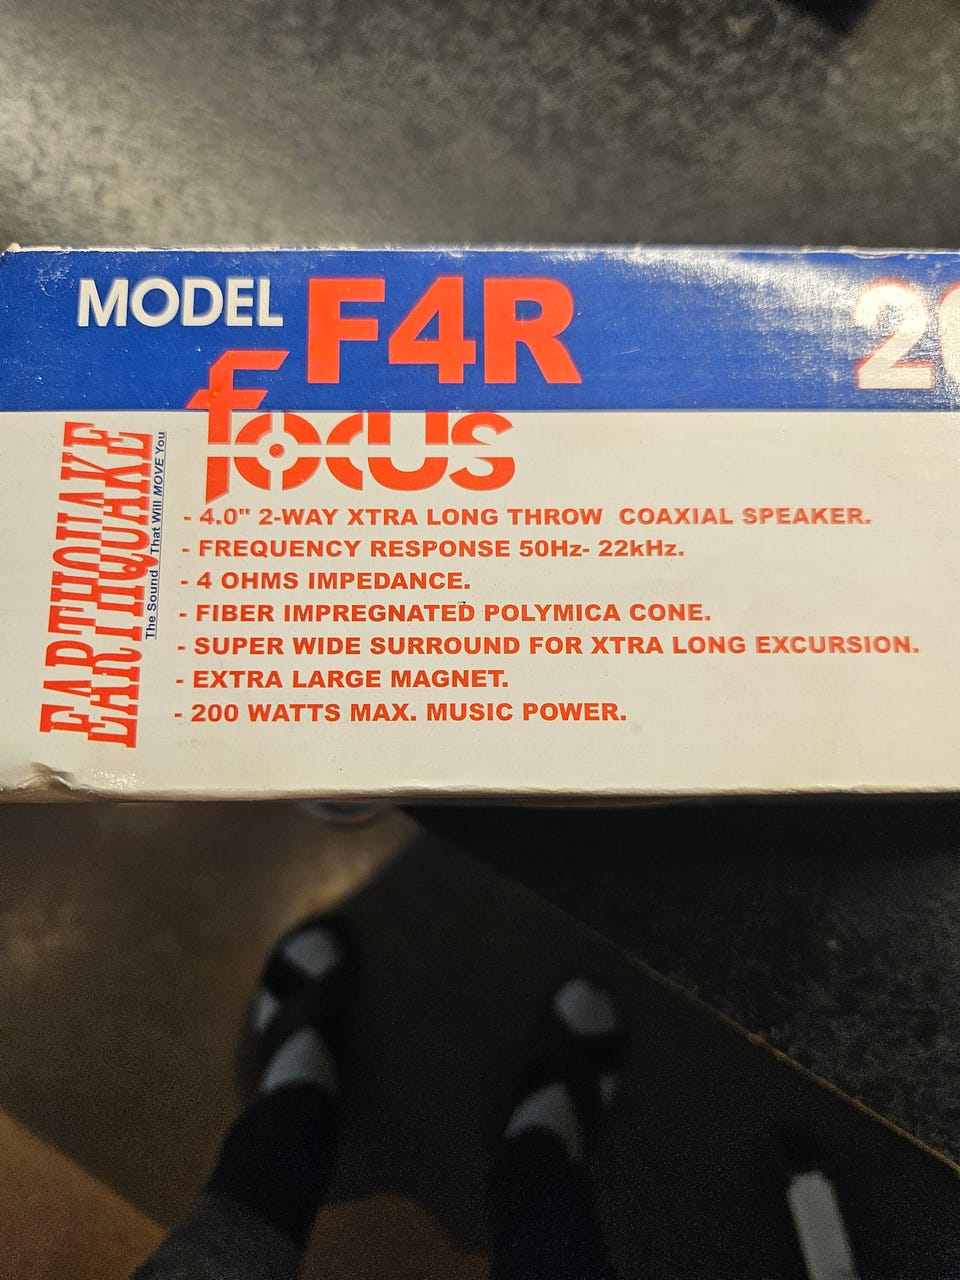 MODEL F4R
focus
EARTHQUAKE
The Sound That Will MOVE You
- 4.0" 2-WAY XTRA LONG THROW COAXIAL SPEAKER.
- FREQUENCY RESPONSE 50Hz- 22kHz.
- 4 OHMS IMPEDANCE.
- FIBER IMPREGNATED POLYMICA CONE.
- SUPER WIDE SURROUND FOR XTRA LONG EXCURSION.
- EXTRA LARGE MAGNET.
- 200 WATTS MAX. MUSIC POWER.